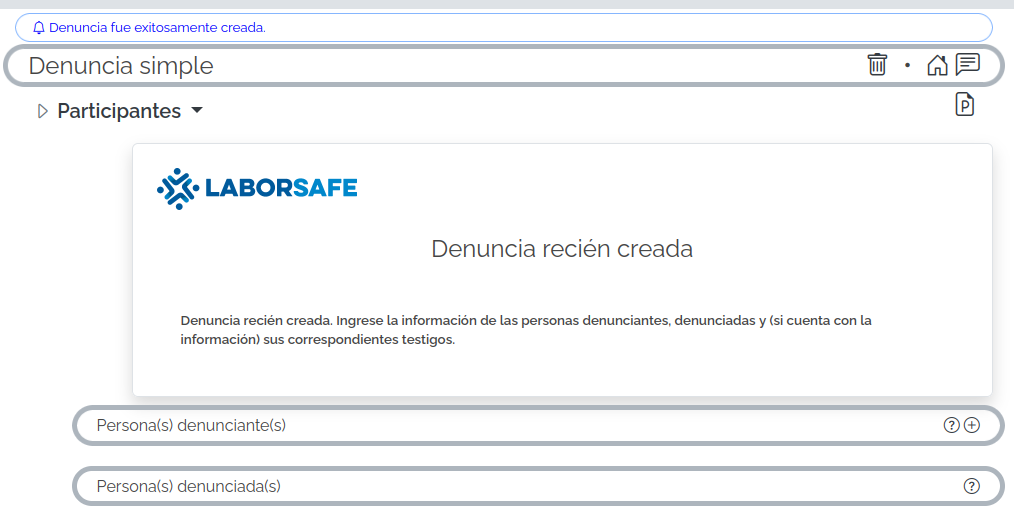 Denuncia fue exitosamente creada.
Denuncia simple
Participantes
P
LABORSAFE
Denuncia recién creada
Denuncia recién creada. Ingrese la información de las personas denunciantes, denunciadas y (si cuenta con la
información) sus correspondientes testigos.
Persona(s) denunciante(s)
Persona(s) denunciada(s)